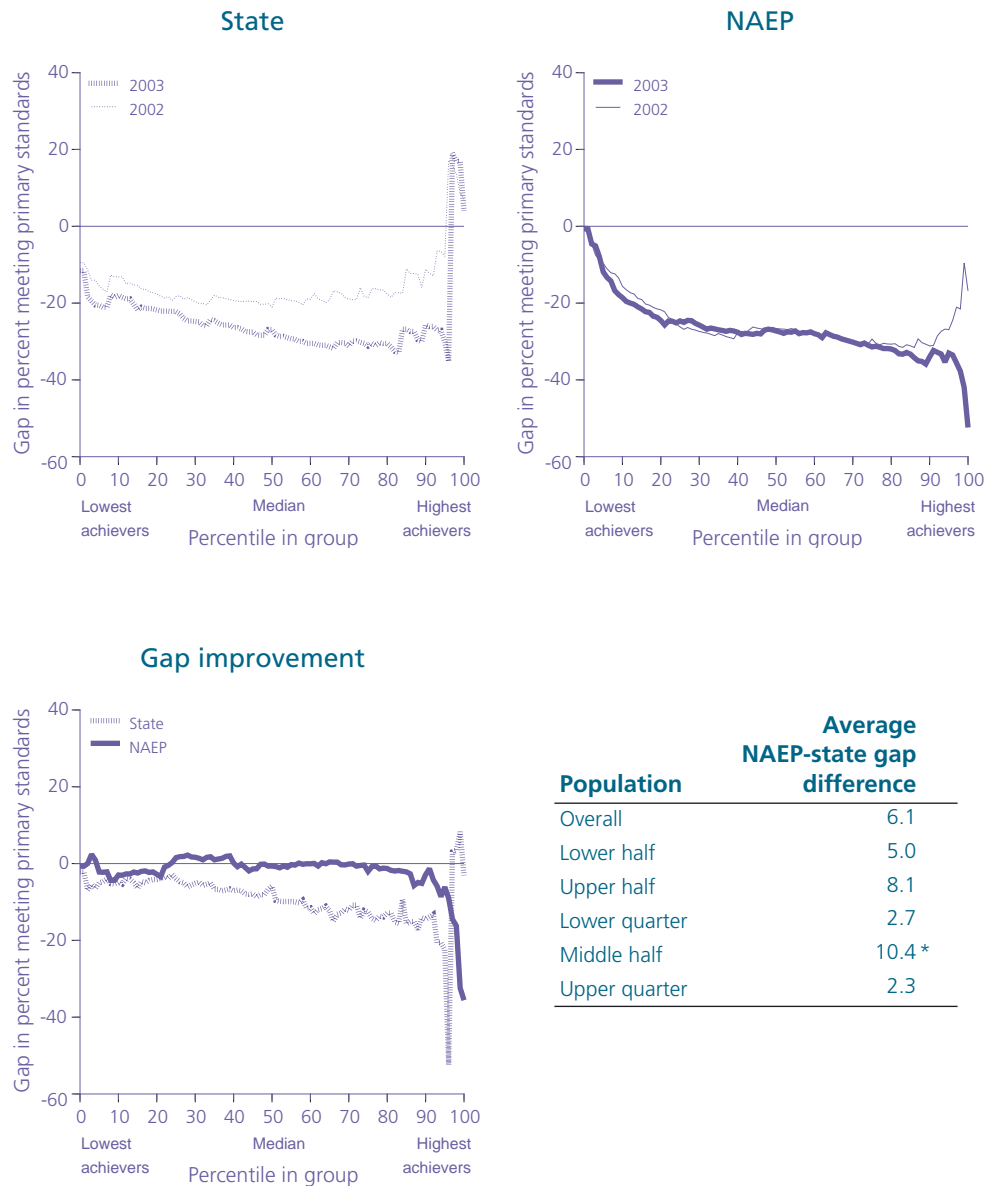 State
Gap in percent meeting primary standards
40
20
0
-20
-40
-60
2003
2002
0 10 20 30 40 50 60 70 80 90 100
Lowest achievers
Median
Highest achievers
Percentile in group
NAEP
Gap in percent meeting primary standards
40
20
0
-20
-40
-60
2003
2002
0 10 20 30 40 50 60 70 80 90 100
Lowest achievers
Median
Highest achievers
Percentile in group
Gap improvement
Gap in percent meeting primary standards
40
20
0
-20
-40
-60
State
NAEP
0 10 20 30 40 50 60 70 80 90 100
Lowest achievers
Median
Highest achievers
Percentile in group
Average
NAEP-state gap
Population difference
Overall 6.1
Lower half 5.0
Upper half 8.1
Lower quarter 2.7
Middle half 10.4 *
Upper quarter 2.3